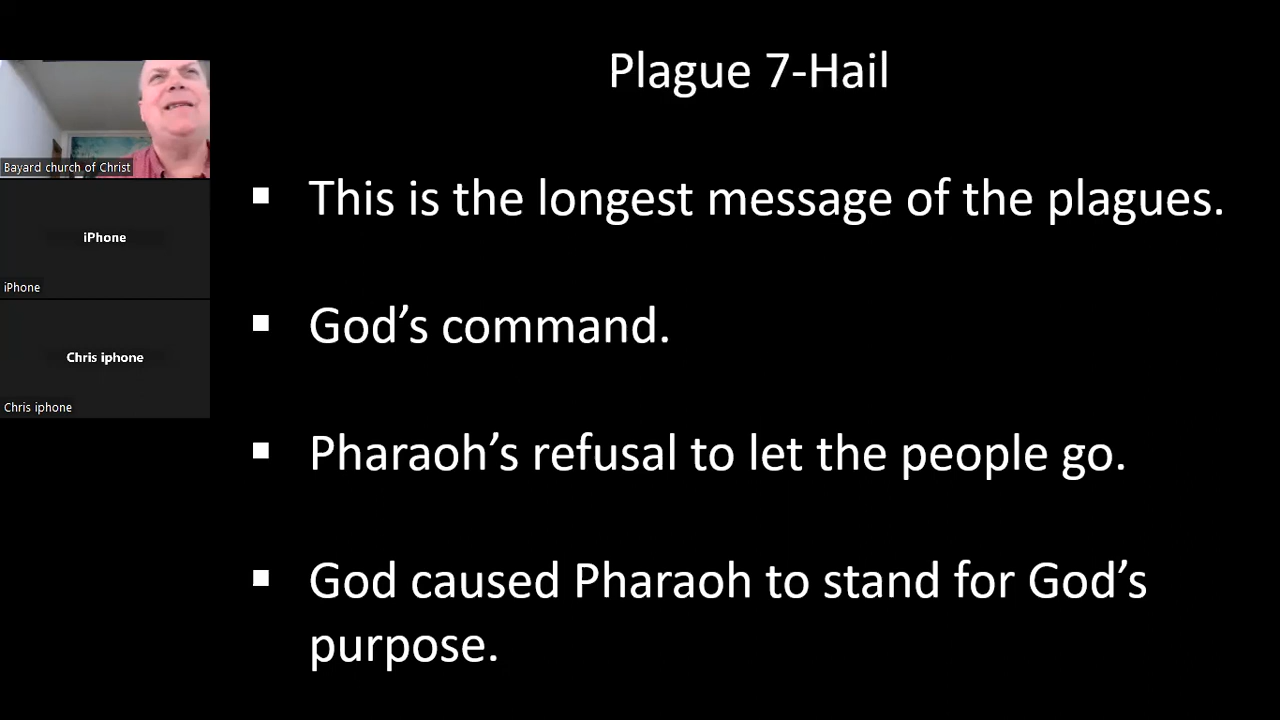 Plague 7-Hail
Bayard church of Christ
iPhone
iPhone
Chris iphone
Chris iphone
▪ This is the longest message of the plagues.
▪ God’s command.
▪ Pharaoh’s refusal to let the people go.
▪ God caused Pharaoh to stand for God’s
purpose.